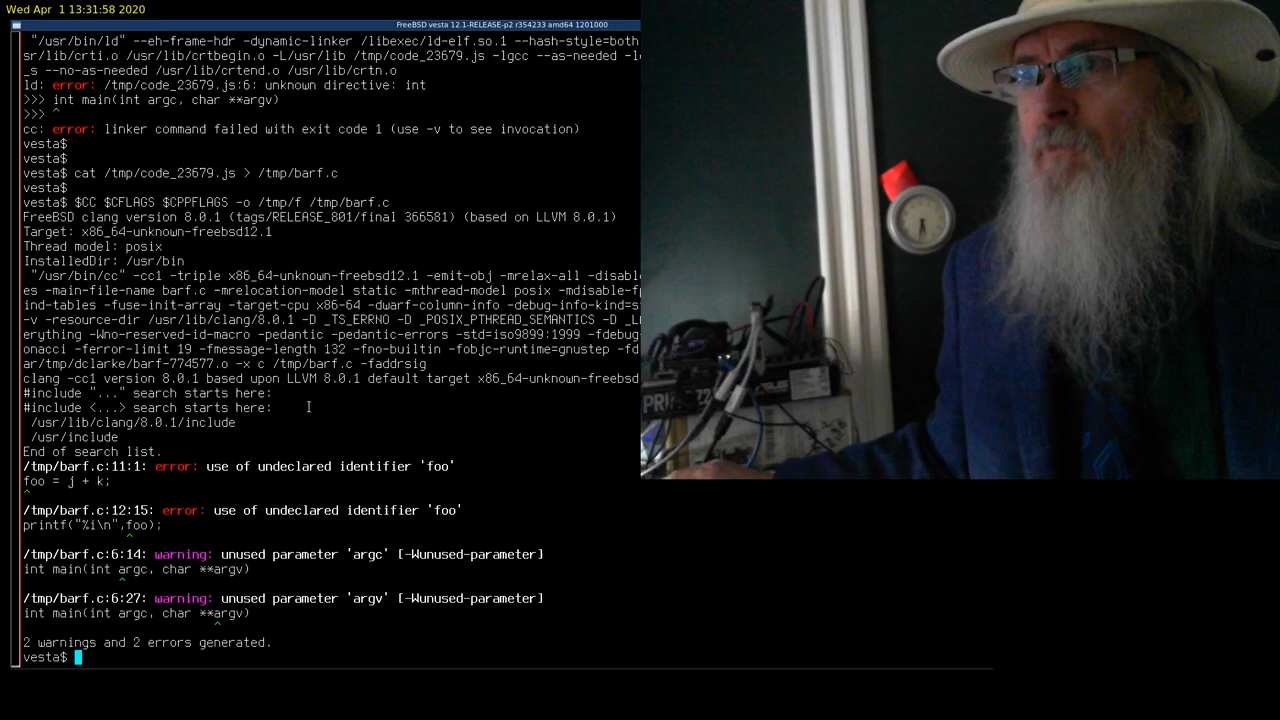 Wed Apr  1 13:31:58 2020
FreeBSD vesta 12.1-RELEASE-p2 r354233 amd64 1201000
"/usr/bin/ld" --eh-frame-hdr -dynamic-linker /libexec/ld-elf.so.1 --hash-style=both
sr/lib/crti.o /usr/lib/crtbegin.o -L/usr/lib /tmp/code_23679.js -lgcc --as-needed
_s --no-as-needed /usr/lib/crtend.o /usr/lib/crtn.o
ld: error: /tmp/code_23679.js:6: unknown directive: int
>>> int main(int argc, char **argv)
>>> ^
cc: error: linker command failed with exit code 1 (use -v to see invocation)
vesta$
vesta$
vesta$ cat /tmp/code_23679.js > /tmp/barf.c
vesta$
vesta$ $CC $CFLAGS $CPPFLAGS -o /tmp/f /tmp/barf.c
FreeBSD clang version 8.0.1 (tags/RELEASE_801/final 366581) (based on LLVM 8.0.1)
Target: x86_64-unknown-freebsd12.1
Thread model: posix
InstalledDir: /usr/bin
"/usr/bin/cc" -cc1 -triple x86_64-unknown-freebsd12.1 -emit-obj -mrelax-all -disabl
es -main-file-name barf.c -mrelocation-model static -mthread-model posix -mdisable-f
ind-tables -fuse-init-array -target-cpu x86-64 -dwarf-column-info -debug-info-kind=s
-v -resource-dir /usr/lib/clang/8.0.1 -D _TS_ERRNO -D _POSIX_PTHREAD_SEMANTICS -D _L
erything -Wno-reserved-id-macro -pedantic -pedantic-errors -std=iso9899:1999 -fdebug
onacci -ferror-limit 19 -fmessage-length 132 -fno-builtin -fobjc-runtime=gnustep -fd
ar/tmp/dclarke/barf-774577.o -x c /tmp/barf.c -faddrsig
clang -cc1 version 8.0.1 based upon LLVM 8.0.1 default target x86_64-unknown-freebsd
#include "..." search starts here:
#include <...> search starts here:
/usr/lib/clang/8.0.1/include
/usr/include
End of search list.
/tmp/barf.c:11:1: error: use of undeclared identifier 'foo'
foo = j + k;
^
/tmp/barf.c:12:15: error: use of undeclared identifier 'foo'
printf("%i\n",foo);
^
/tmp/barf.c:6:14: warning: unused parameter 'argc' [-Wunused-parameter]
int main(int argc, char **argv)
^
/tmp/barf.c:6:27: warning: unused parameter 'argv' [-Wunused-parameter]
int main(int argc, char **argv)
^
2 warnings and 2 errors generated.
vesta$